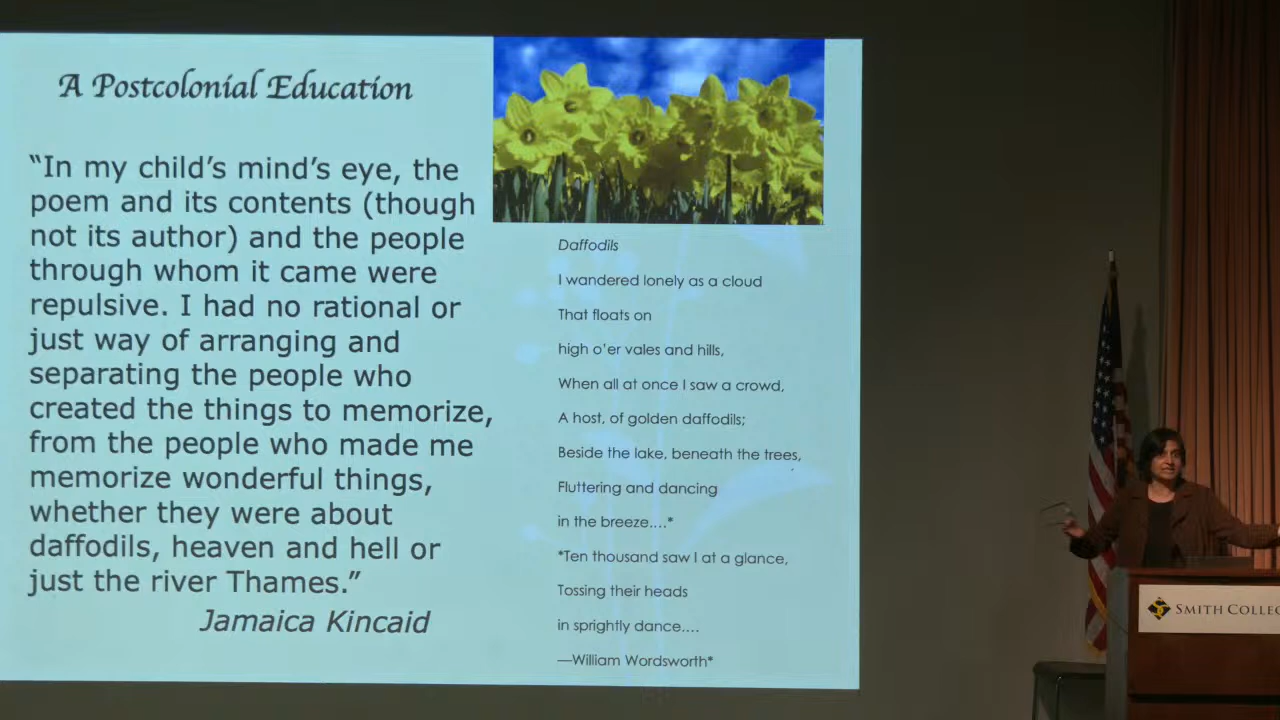 A Postcolonial Education
“In my child’s mind’s eye, the
poem and its contents (though
not its author) and the people
through whom it came were
repulsive. I had no rational or
just way of arranging and
separating the people who
created the things to memorize,
from the people who made me
memorize wonderful things,
whether they were about
daffodils, heaven and hell or
just the river Thames.”
Jamaica Kincaid
Daffodils
I wandered lonely as a cloud
That floats on
high o’er vales and hills,
When all at once I saw a crowd,
A host, of golden daffodils;
Beside the lake, beneath the trees,
Fluttering and dancing
in the breeze....*
*Ten thousand saw I at a glance,
Tossing their heads
in sprightly dance....
—William Wordsworth*
SMITH COLLEG